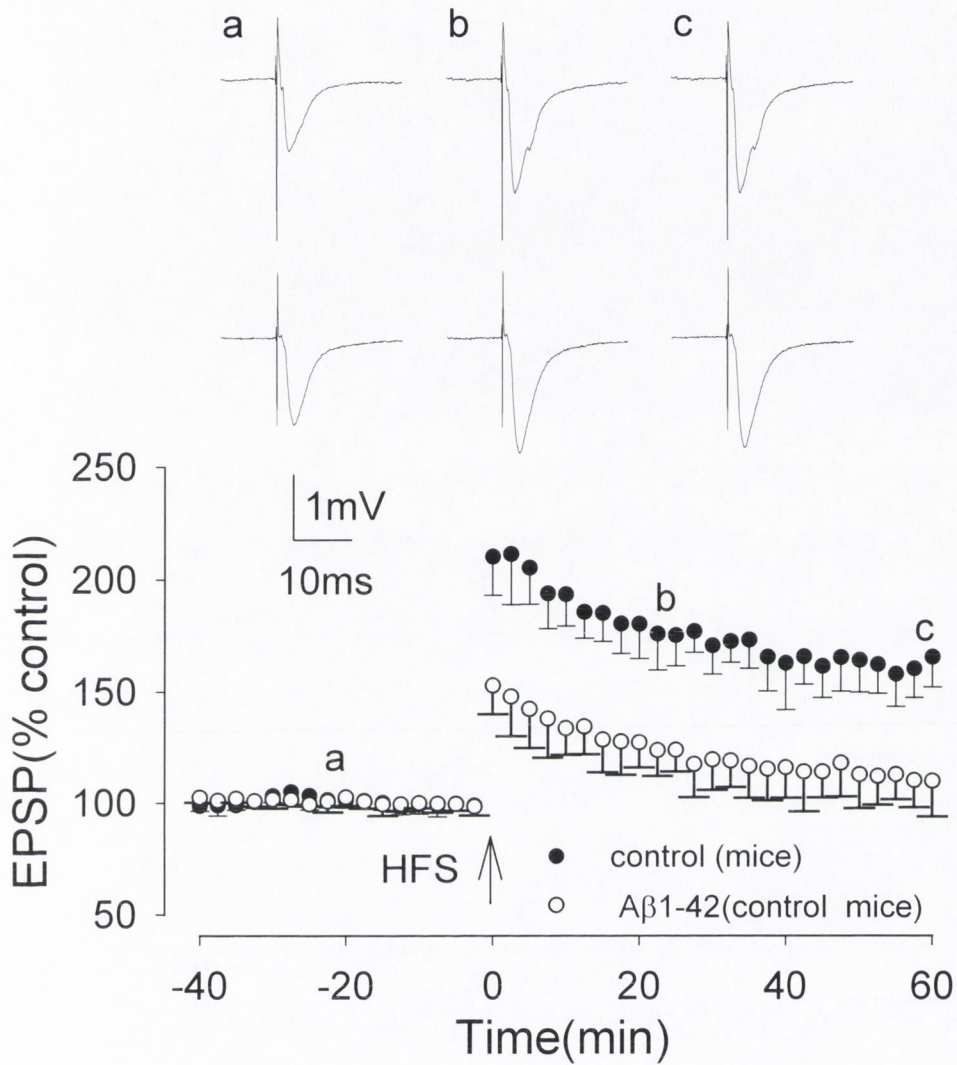 a b c
250
200
150
100
50
EPSP(% control)
1mV
10ms
a
b
c
HFS
control (mice)
Aβ1-42(control mice)
-40 -20 0 20 40 60
Time(min)